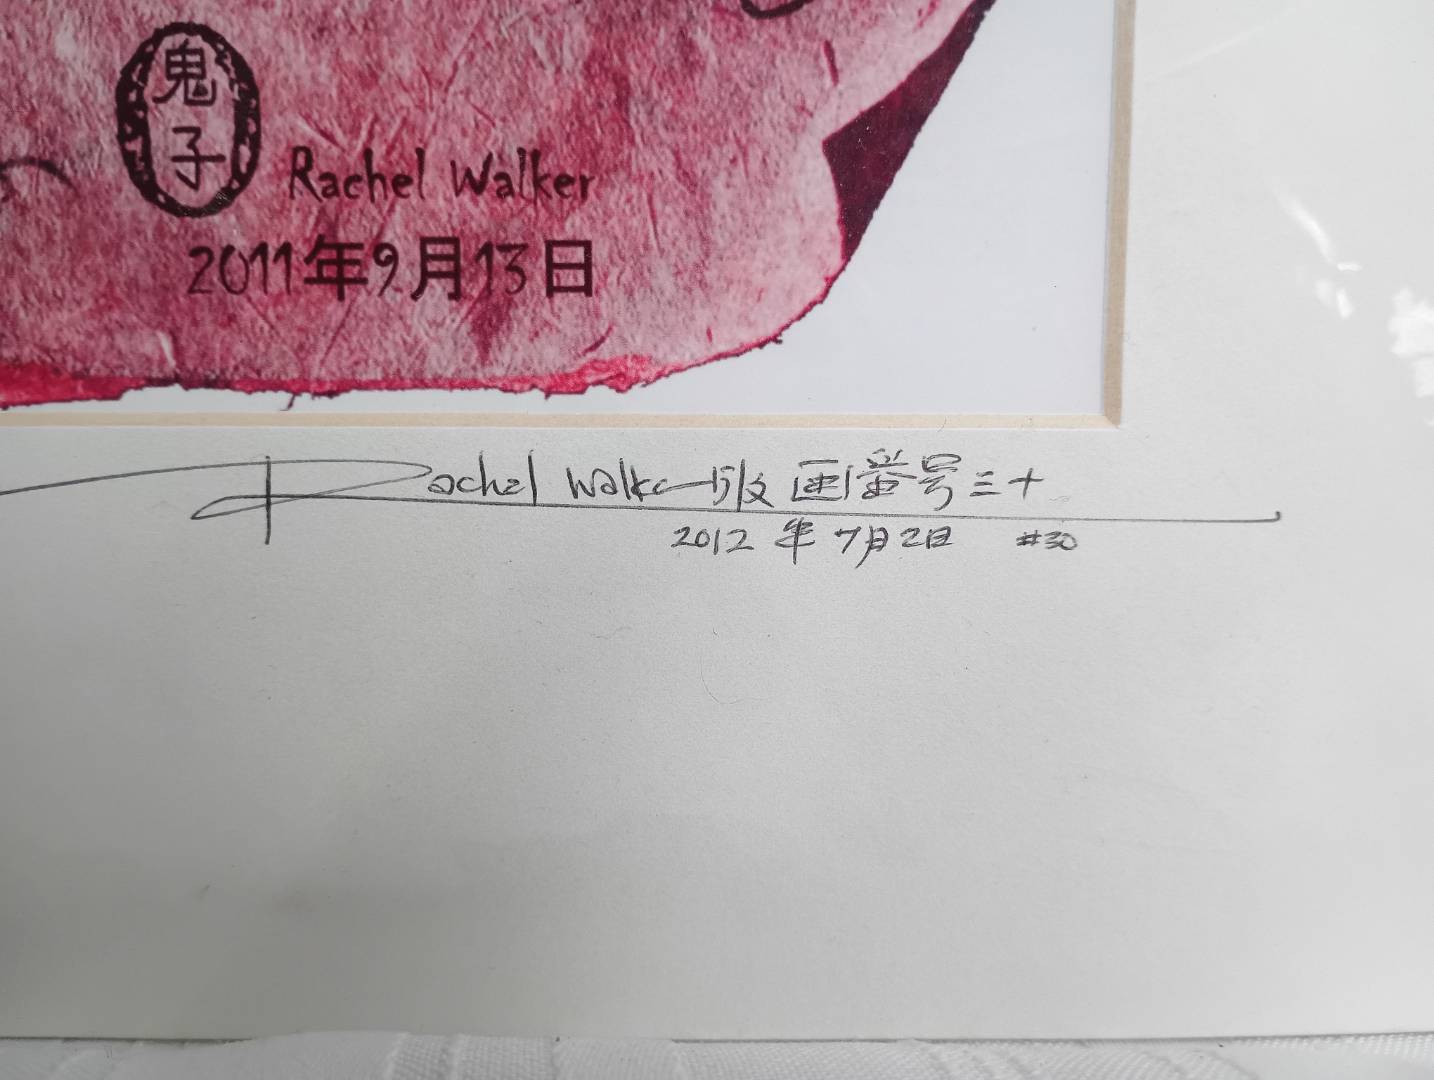 鬼子
Rachel Walker
2011年9月13日
Rachel Walker 版画番号三十
2012年7月2日 #30